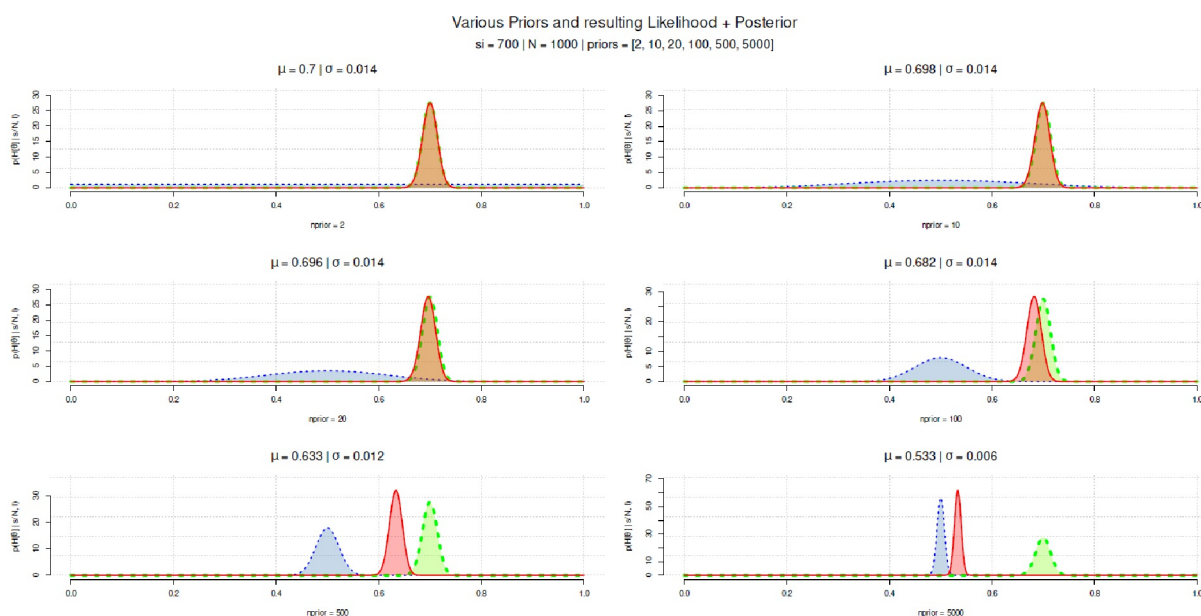 Various Priors and resulting Likelihood + Posterior
si = 700 | N = 1000 | priors = [2, 10, 20, 100, 500, 5000]
μ = 0.7 | σ = 0.014
p(H[θ] | s/N, I)
0 5 10 15 20 25 30
0.0 0.2 0.4 0.6 0.8 1.0
nprior = 2
μ = 0.698 | σ = 0.014
p(H[θ] | s/N, I)
0 5 10 15 20 25 30
0.0 0.2 0.4 0.6 0.8 1.0
nprior = 10
μ = 0.696 | σ = 0.014
p(H[θ] | s/N, I)
0 5 10 15 20 25 30
0.0 0.2 0.4 0.6 0.8 1.0
nprior = 20
μ = 0.682 | σ = 0.014
p(H[θ] | s/N, I)
0 5 10 15 20 30
0.0 0.2 0.4 0.6 0.8 1.0
nprior = 100
μ = 0.633 | σ = 0.012
p(H[θ] | s/N, I)
0 10 20 30
0.0 0.2 0.4 0.6 0.8 1.0
nprior = 500
μ = 0.533 | σ = 0.006
p(H[θ] | s/N, I)
0 10 30 50 70
0.0 0.2 0.4 0.6 0.8 1.0
nprior = 5000